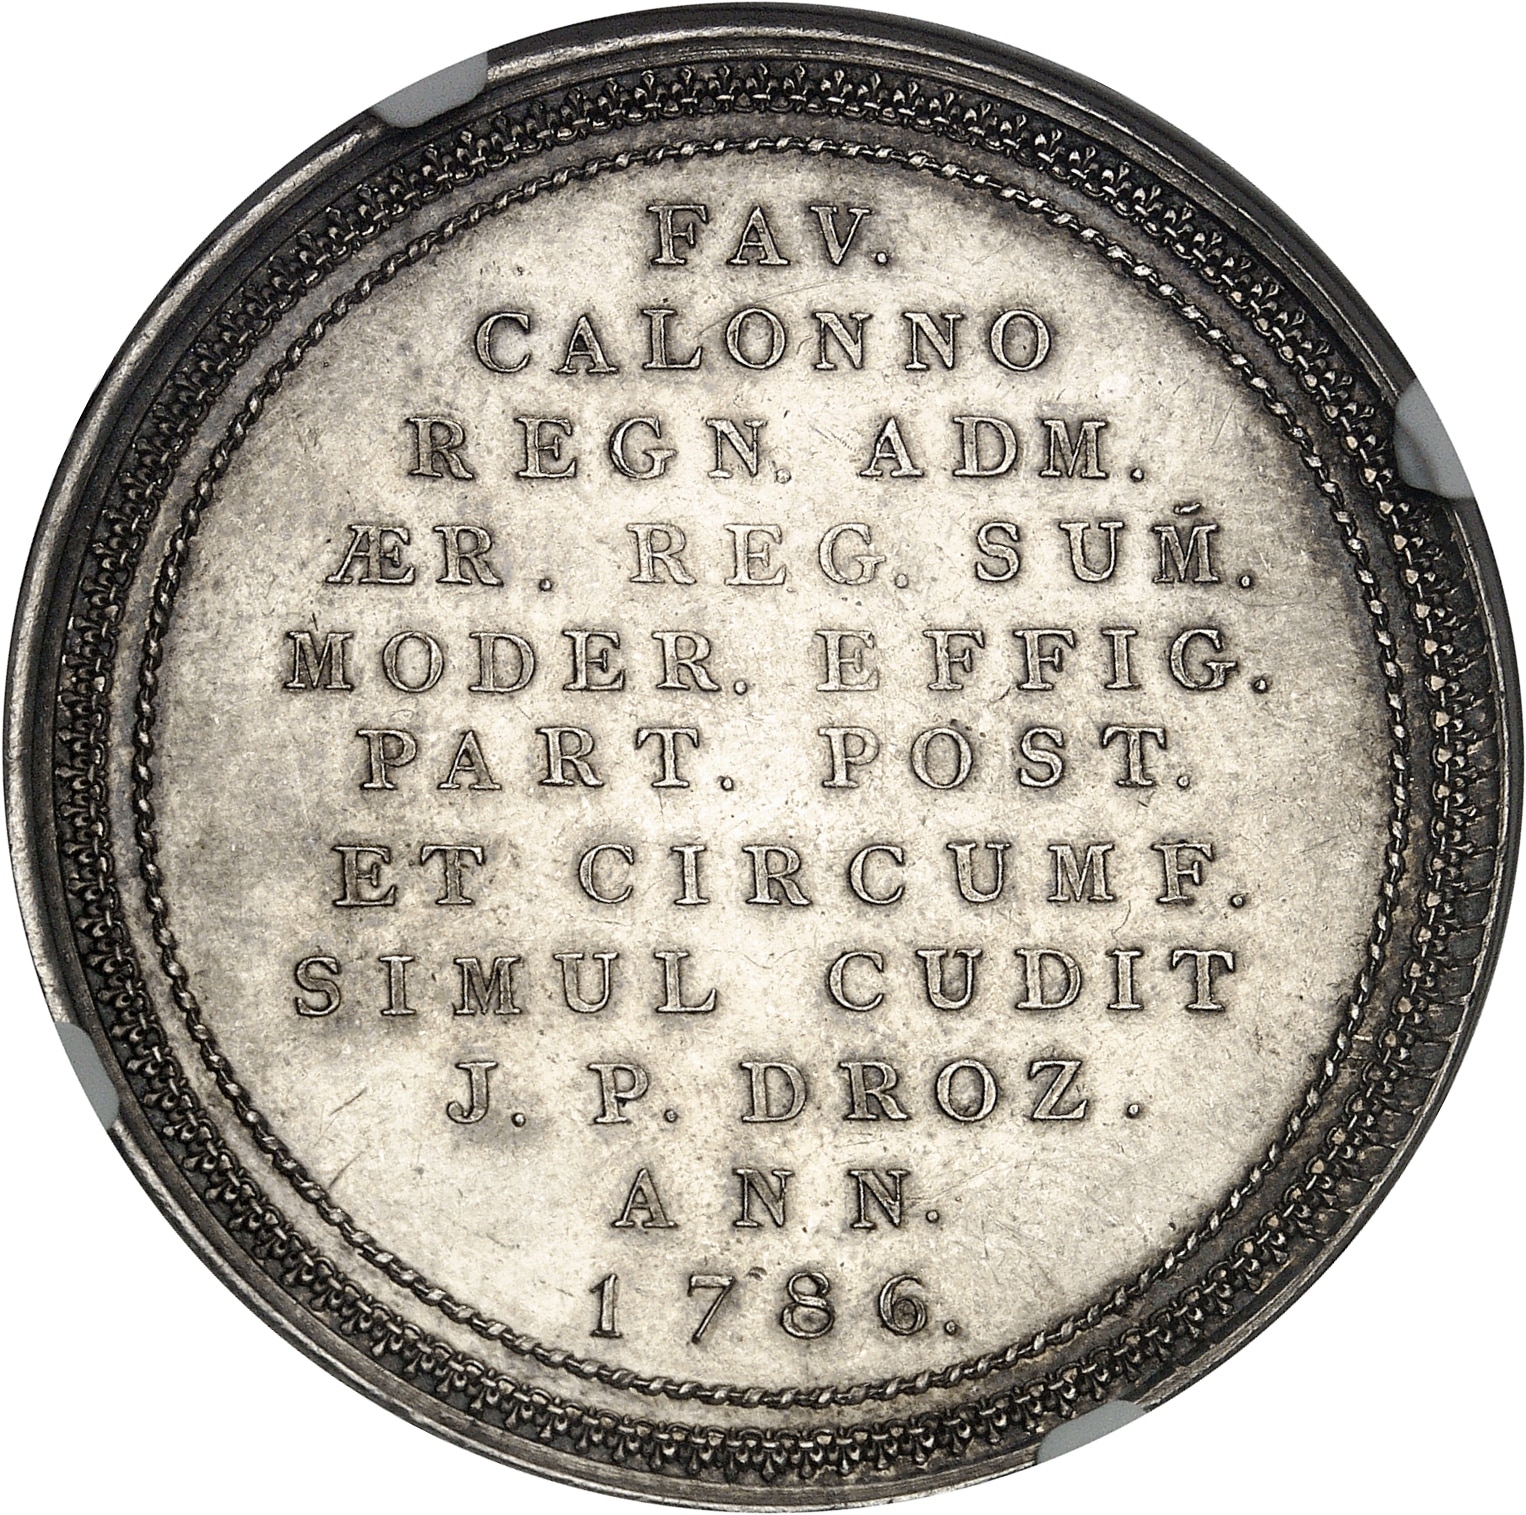 FAV.
CALONNO
REGN. ADM.
ÆR. REG. SUM̄.
MODER. EFFIG.
PART. POST.
ET CIRCUMF.
SIMUL CUDIT
J. P. DROZ.
ANN.
1786.